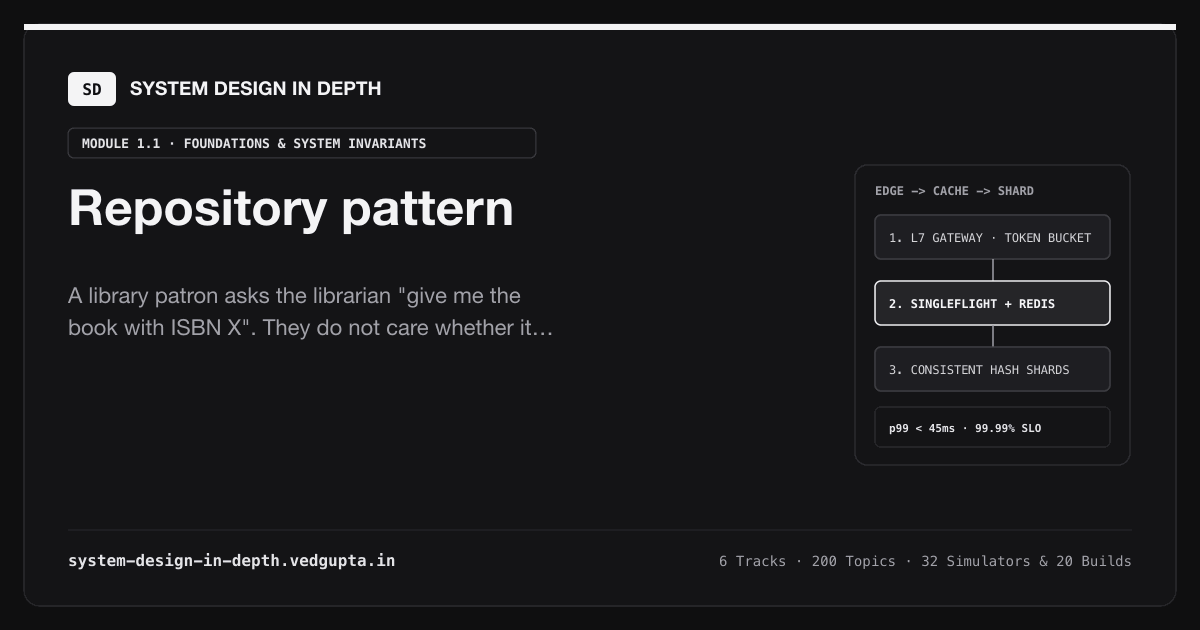 SD
SYSTEM DESIGN IN DEPTH
MODULE 1.1 · FOUNDATIONS & SYSTEM INVARIANTS
Repository pattern
A library patron asks the librarian "give me the
book with ISBN X". They do not care whether it…
EDGE —> CACHE —> SHARD
1. L7 GATEWAY · TOKEN BUCKET
2. SINGLEFLIGHT + REDIS
3. CONSISTENT HASH SHARDS
p99 < 45ms · 99.99% SLO
system-design-in-depth.vedgupta.in
6 Tracks · 200 Topics · 32 Simulators & 20 Builds